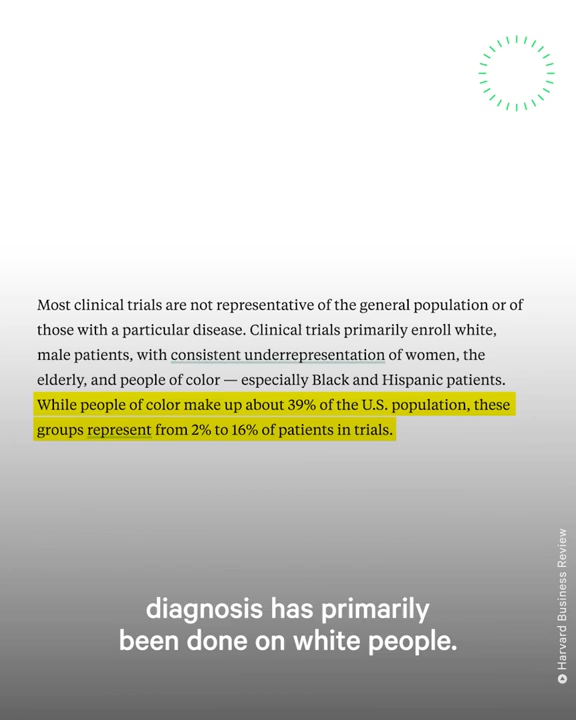 Most clinical trials are not representative of the general population or of
those with a particular disease. Clinical trials primarily enroll white,
male patients, with consistent underrepresentation of women, the
elderly, and people of color — especially Black and Hispanic patients.
While people of color make up about 39% of the U.S. population, these
groups represent from 2% to 16% of patients in trials.
diagnosis has primarily
been done on white people.
Harvard Business Review